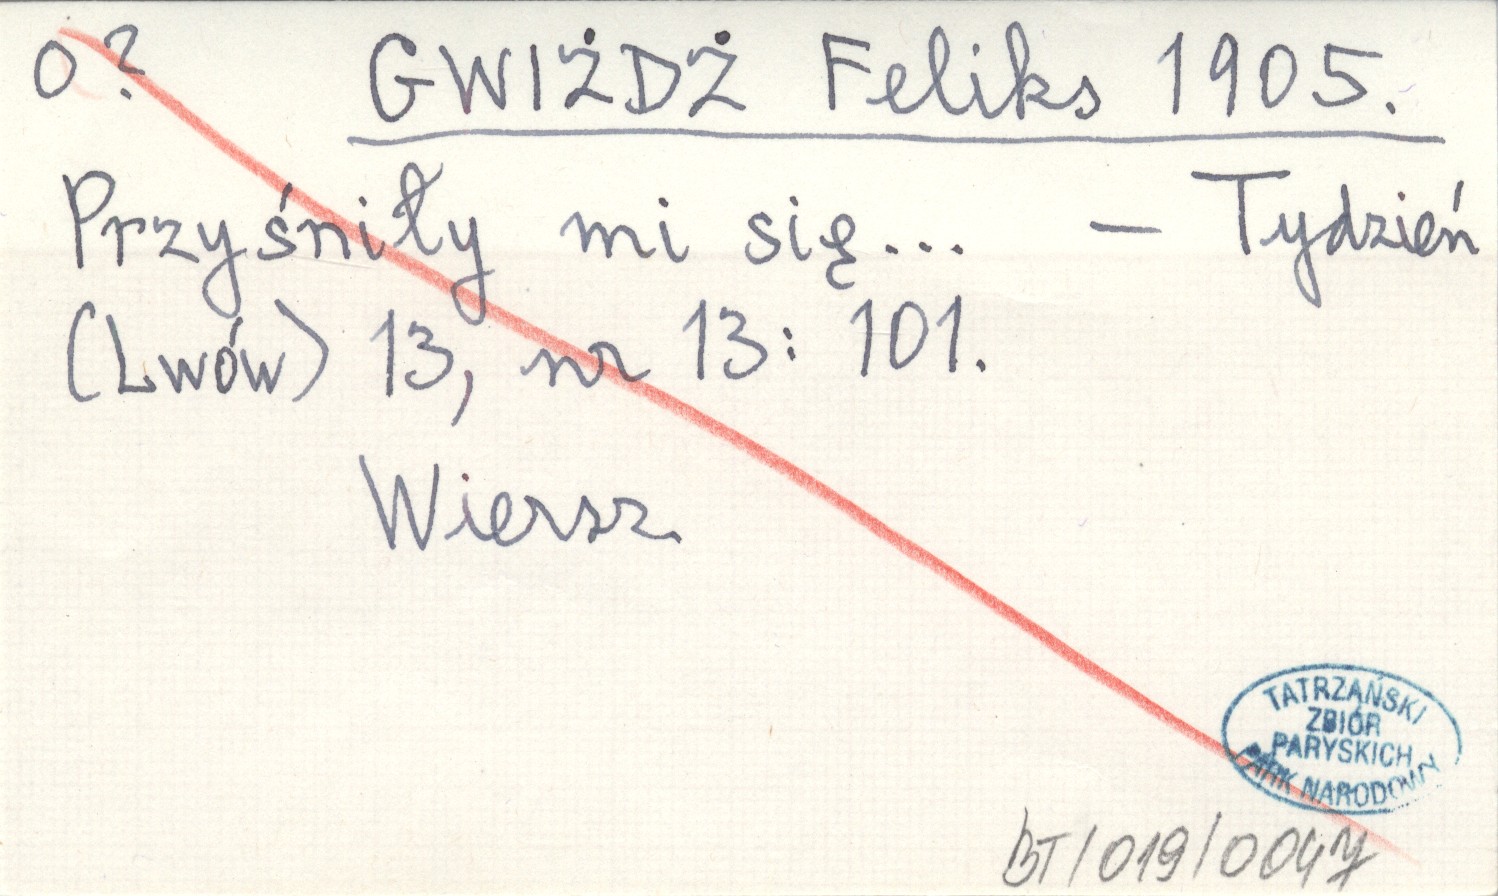 O? GWIŻDŻ Feliks 1905.
Przyśniły mi się... — Tydzień
(Lwów) 13, nr 13: 101.
Wiersz.
TATRZAŃSKI
ZBIÓR
PARYSKICH
PARK NARODOWY
BT/019/0047